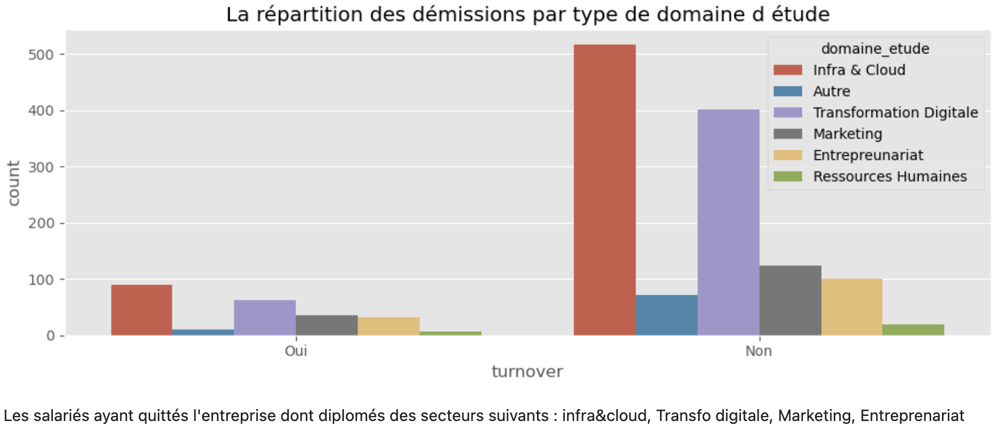 La répartition des démissions par type de domaine d étude
domaine_etude
Infra & Cloud
Autre
Transformation Digitale
Marketing
Entrepreunariat
Ressources Humaines
500
400
300
200
100
0
count
Oui
Non
turnover
Les salariés ayant quittés l'entreprise dont diplomés des secteurs suivants : infra&cloud, Transfo digitale, Marketing, Entreprenariat